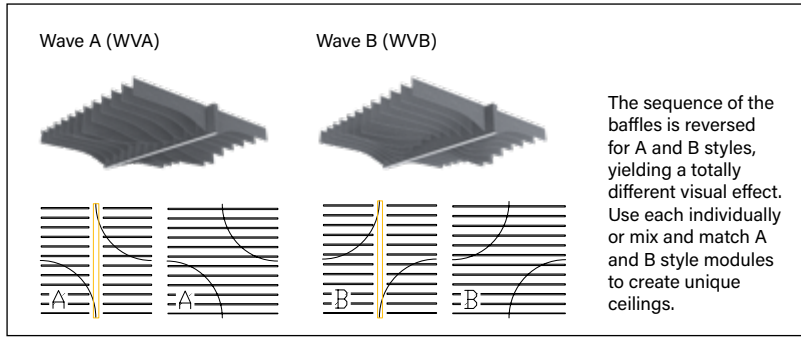 Wave A (WVA)
Wave B (WVB)
The sequence of the
baffles is reversed
for A and B styles,
yielding a totally
different visual effect.
Use each individually
or mix and match A
and B style modules
to create unique
ceilings.
A
A
B
B